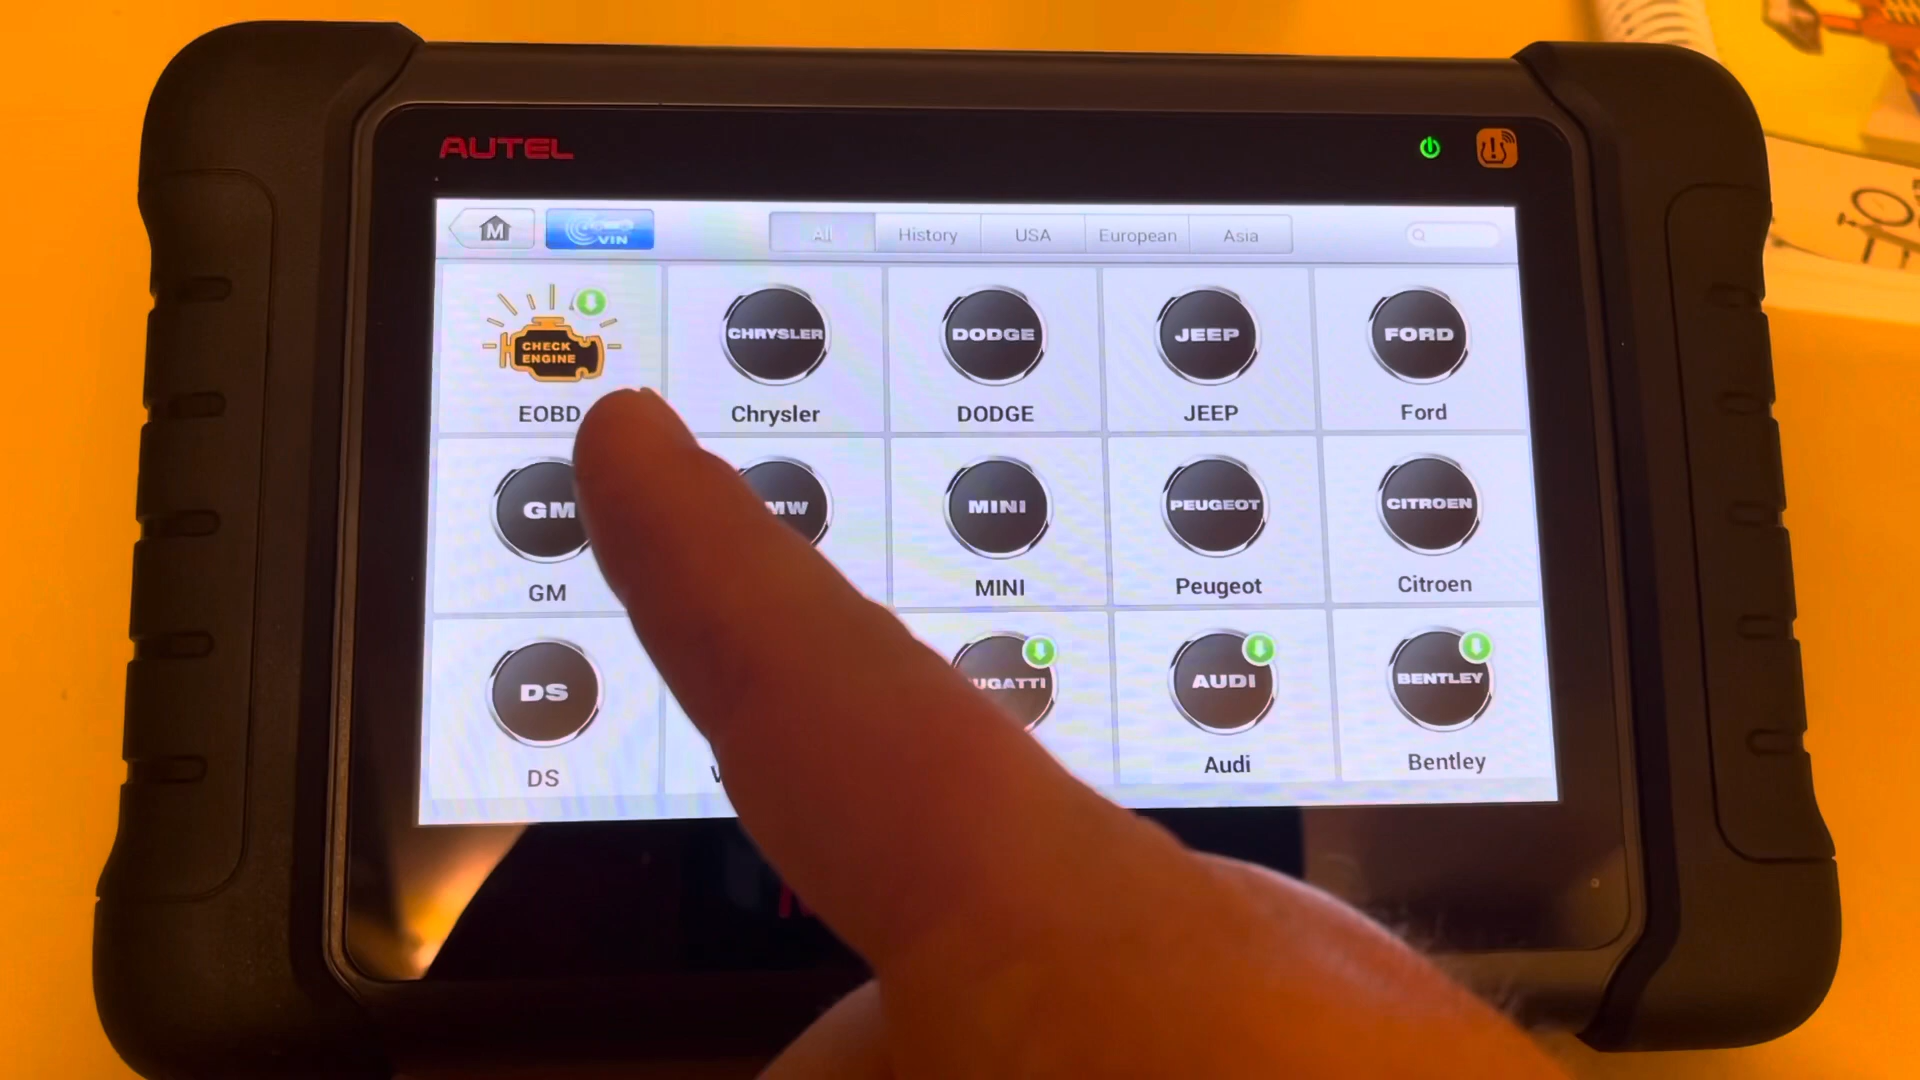 AUTEL
M
VIN
All
History
USA
European
Asia
CHECK
ENGINE
CHRYSLER
DODGE
JEEP
FORD
EOBD
Chrysler
DODGE
JEEP
Ford
GM
MINI
PEUGEOT
CITROEN
GM
MINI
Peugeot
Citroen
DS
AUDI
BENTLEY
DS
Audi
Bentley